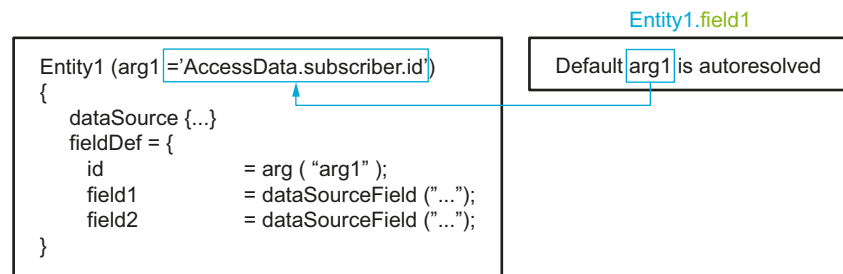 Entity1.field1
Entity1 (arg1 =’AccessData.subscriber.id’)
{
dataSource {...}
fieldDef = {
id = arg ( “arg1” );
field1 = dataSourceField (”...”);
field2 = dataSourceField (”...”);
}
Default arg1 is autoresolved